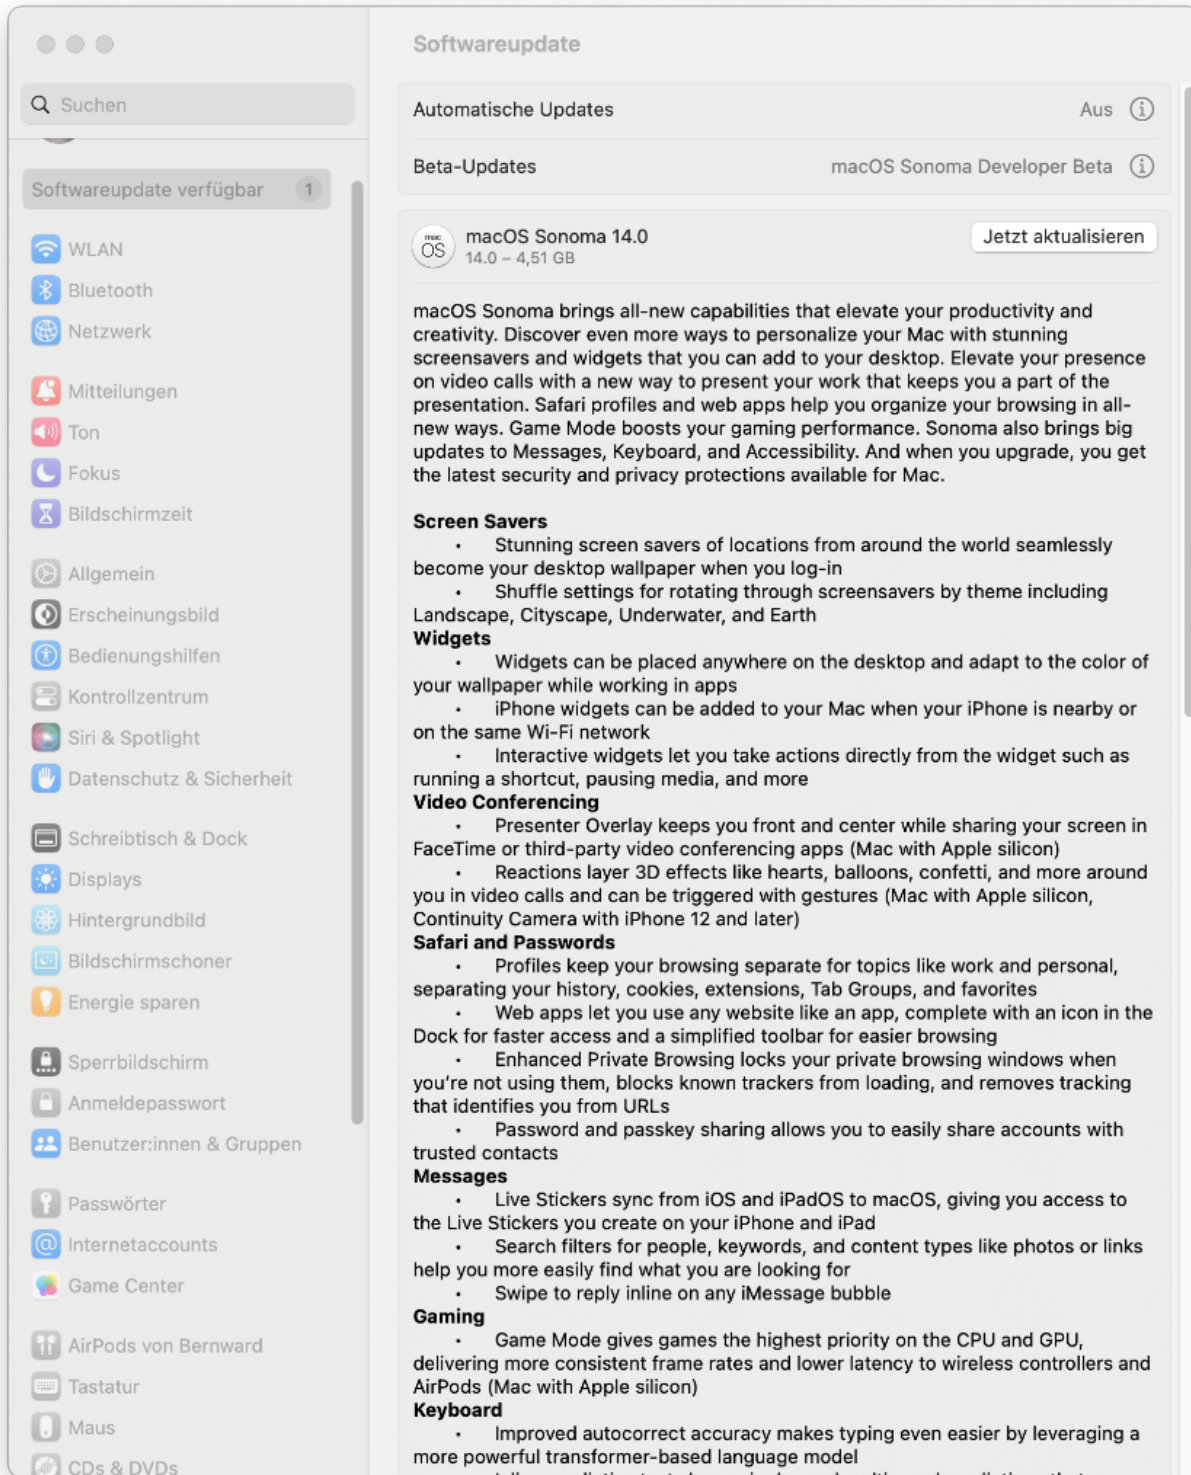 Softwareupdate
Suchen
Softwareupdate verfügbar 1
WLAN
Bluetooth
Netzwerk
Mitteilungen
Ton
Fokus
Bildschirmzeit
Allgemein
Erscheinungsbild
Bedienungshilfen
Kontrollzentrum
Siri & Spotlight
Datenschutz & Sicherheit
Schreibtisch & Dock
Displays
Hintergrundbild
Bildschirmschoner
Energie sparen
Sperrbildschirm
Anmeldepasswort
Benutzer:innen & Gruppen
Passwörter
Internetaccounts
Game Center
AirPods von Bernward
Tastatur
Maus
CDs & DVDs
Automatische Updates Aus
Beta-Updates macOS Sonoma Developer Beta
mac
OS
macOS Sonoma 14.0
14.0 – 4,51 GB
Jetzt aktualisieren
macOS Sonoma brings all-new capabilities that elevate your productivity and
creativity. Discover even more ways to personalize your Mac with stunning
screensavers and widgets that you can add to your desktop. Elevate your presence
on video calls with a new way to present your work that keeps you a part of the
presentation. Safari profiles and web apps help you organize your browsing in all-
new ways. Game Mode boosts your gaming performance. Sonoma also brings big
updates to Messages, Keyboard, and Accessibility. And when you upgrade, you get
the latest security and privacy protections available for Mac.
Screen Savers
• Stunning screen savers of locations from around the world seamlessly
become your desktop wallpaper when you log-in
• Shuffle settings for rotating through screensavers by theme including
Landscape, Cityscape, Underwater, and Earth
Widgets
• Widgets can be placed anywhere on the desktop and adapt to the color of
your wallpaper while working in apps
• iPhone widgets can be added to your Mac when your iPhone is nearby or
on the same Wi-Fi network
• Interactive widgets let you take actions directly from the widget such as
running a shortcut, pausing media, and more
Video Conferencing
• Presenter Overlay keeps you front and center while sharing your screen in
FaceTime or third-party video conferencing apps (Mac with Apple silicon)
• Reactions layer 3D effects like hearts, balloons, confetti, and more around
you in video calls and can be triggered with gestures (Mac with Apple silicon,
Continuity Camera with iPhone 12 and later)
Safari and Passwords
• Profiles keep your browsing separate for topics like work and personal,
separating your history, cookies, extensions, Tab Groups, and favorites
• Web apps let you use any website like an app, complete with an icon in the
Dock for faster access and a simplified toolbar for easier browsing
• Enhanced Private Browsing locks your private browsing windows when
you're not using them, blocks known trackers from loading, and removes tracking
that identifies you from URLs
• Password and passkey sharing allows you to easily share accounts with
trusted contacts
Messages
• Live Stickers sync from iOS and iPadOS to macOS, giving you access to
the Live Stickers you create on your iPhone and iPad
• Search filters for people, keywords, and content types like photos or links
help you more easily find what you are looking for
• Swipe to reply inline on any iMessage bubble
Gaming
• Game Mode gives games the highest priority on the CPU and GPU,
delivering more consistent frame rates and lower latency to wireless controllers and
AirPods (Mac with Apple silicon)
Keyboard
• Improved autocorrect accuracy makes typing even easier by leveraging a
more powerful transformer-based language model